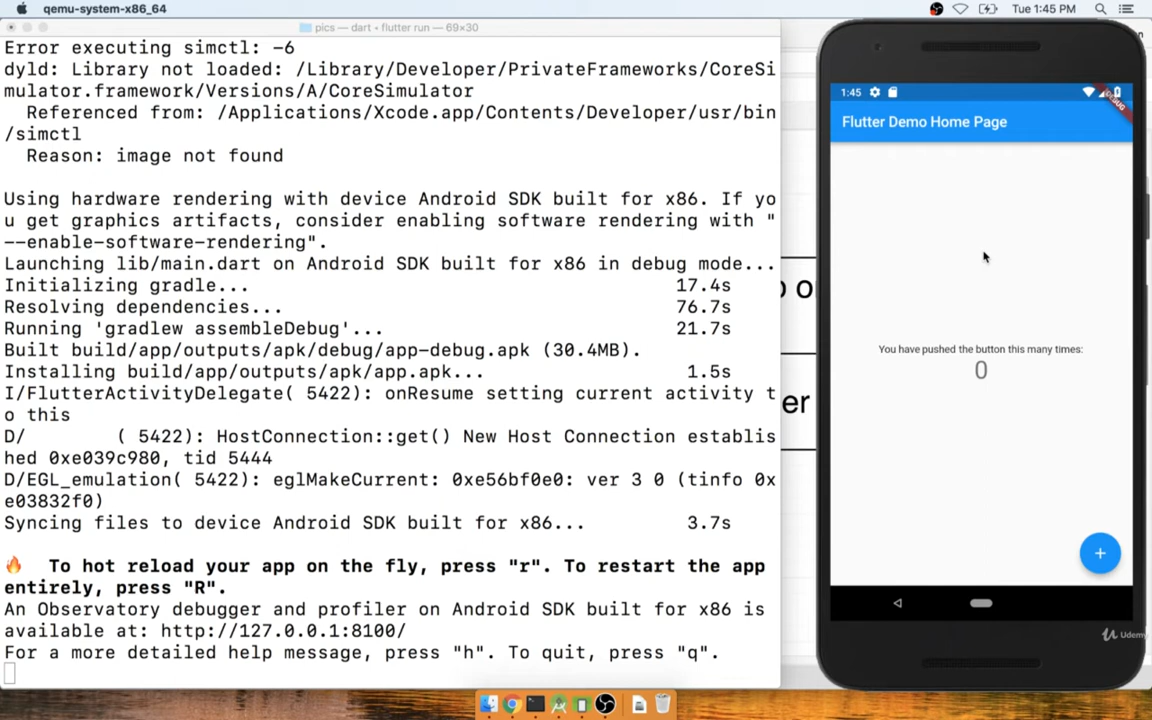 qemu-system-x86_64
Tue 1:45 PM
pics — dart • flutter run — 69×30
Error executing simctl: -6
dyld: Library not loaded: /Library/Developer/PrivateFrameworks/CoreSi
mulator.framework/Versions/A/CoreSimulator
Referenced from: /Applications/Xcode.app/Contents/Developer/usr/bin
/simctl
Reason: image not found
Using hardware rendering with device Android SDK built for x86. If yo
u get graphics artifacts, consider enabling software rendering with "
--enable-software-rendering".
Launching lib/main.dart on Android SDK built for x86 in debug mode...
Initializing gradle... 17.4s
Resolving dependencies... 76.7s
Running 'gradlew assembleDebug'... 21.7s
Built build/app/outputs/apk/debug/app-debug.apk (30.4MB).
Installing build/app/outputs/apk/app.apk... 1.5s
I/FlutterActivityDelegate( 5422): onResume setting current activity t
o this
D/ ( 5422): HostConnection::get() New Host Connection establis
hed 0xe039c980, tid 5444
D/EGL_emulation( 5422): eglMakeCurrent: 0xe56bf0e0: ver 3 0 (tinfo 0x
e03832f0)
Syncing files to device Android SDK built for x86... 3.7s
🔥 To hot reload your app on the fly, press "r". To restart the app
entirely, press "R".
An Observatory debugger and profiler on Android SDK built for x86 is
available at: http://127.0.0.1:8100/
For a more detailed help message, press "h". To quit, press "q".
1:45
DEBUG
Flutter Demo Home Page
You have pushed the button this many times:
0
+
Udemy